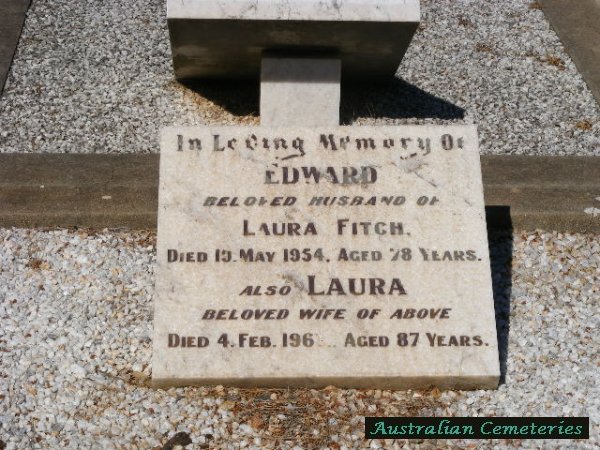 In Loving Memory Of
EDWARD
BELOVED HUSBAND OF
LAURA FITCH.
DIED MAY 1954. AGED 78 YEARS.
ALSO LAURA
BELOVED WIFE OF ABOVE
DIED 4. FEB. AGED 87 YEARS.
Australian Cemeteries